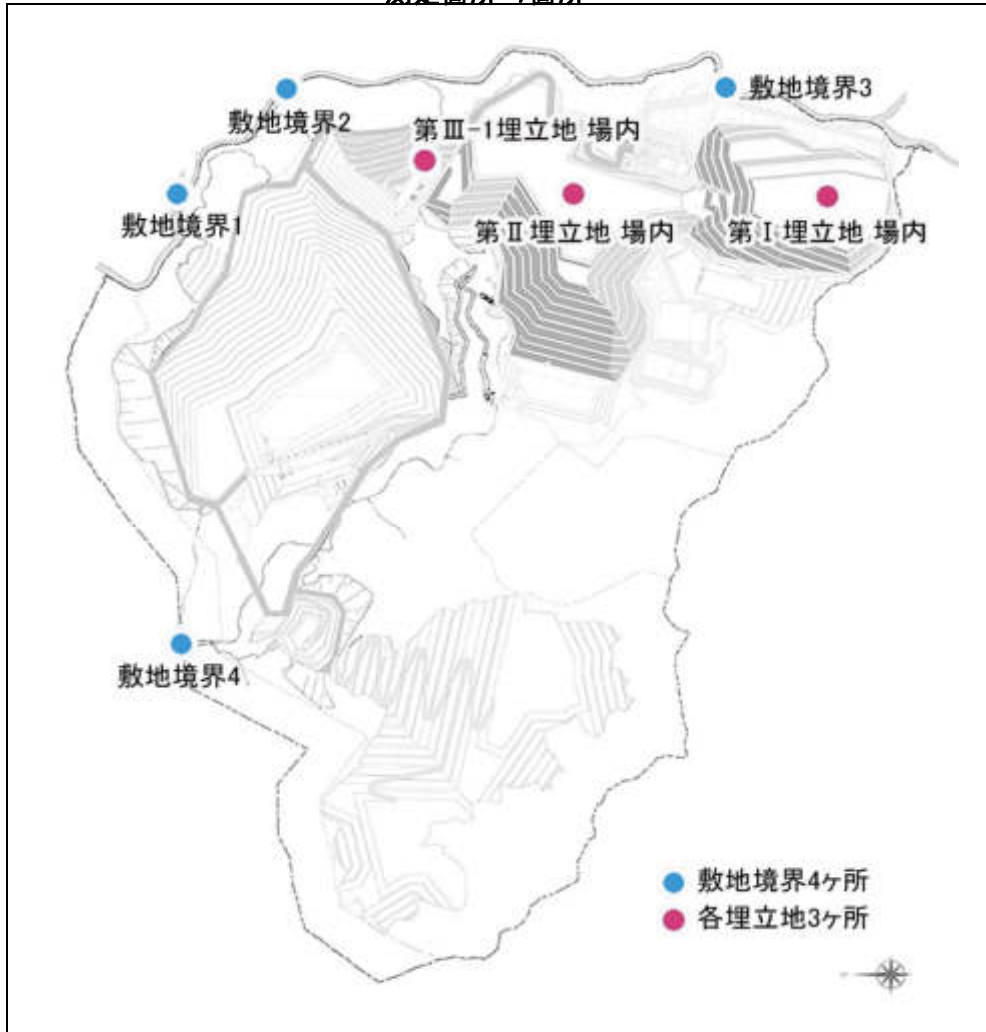 敷地境界2
敷地境界3
第Ⅲ-1埋立地 場内
敷地境界1
第Ⅱ埋立地 場内
第Ⅰ埋立地 場内
敷地境界4
敷地境界4ヶ所
各埋立地3ヶ所